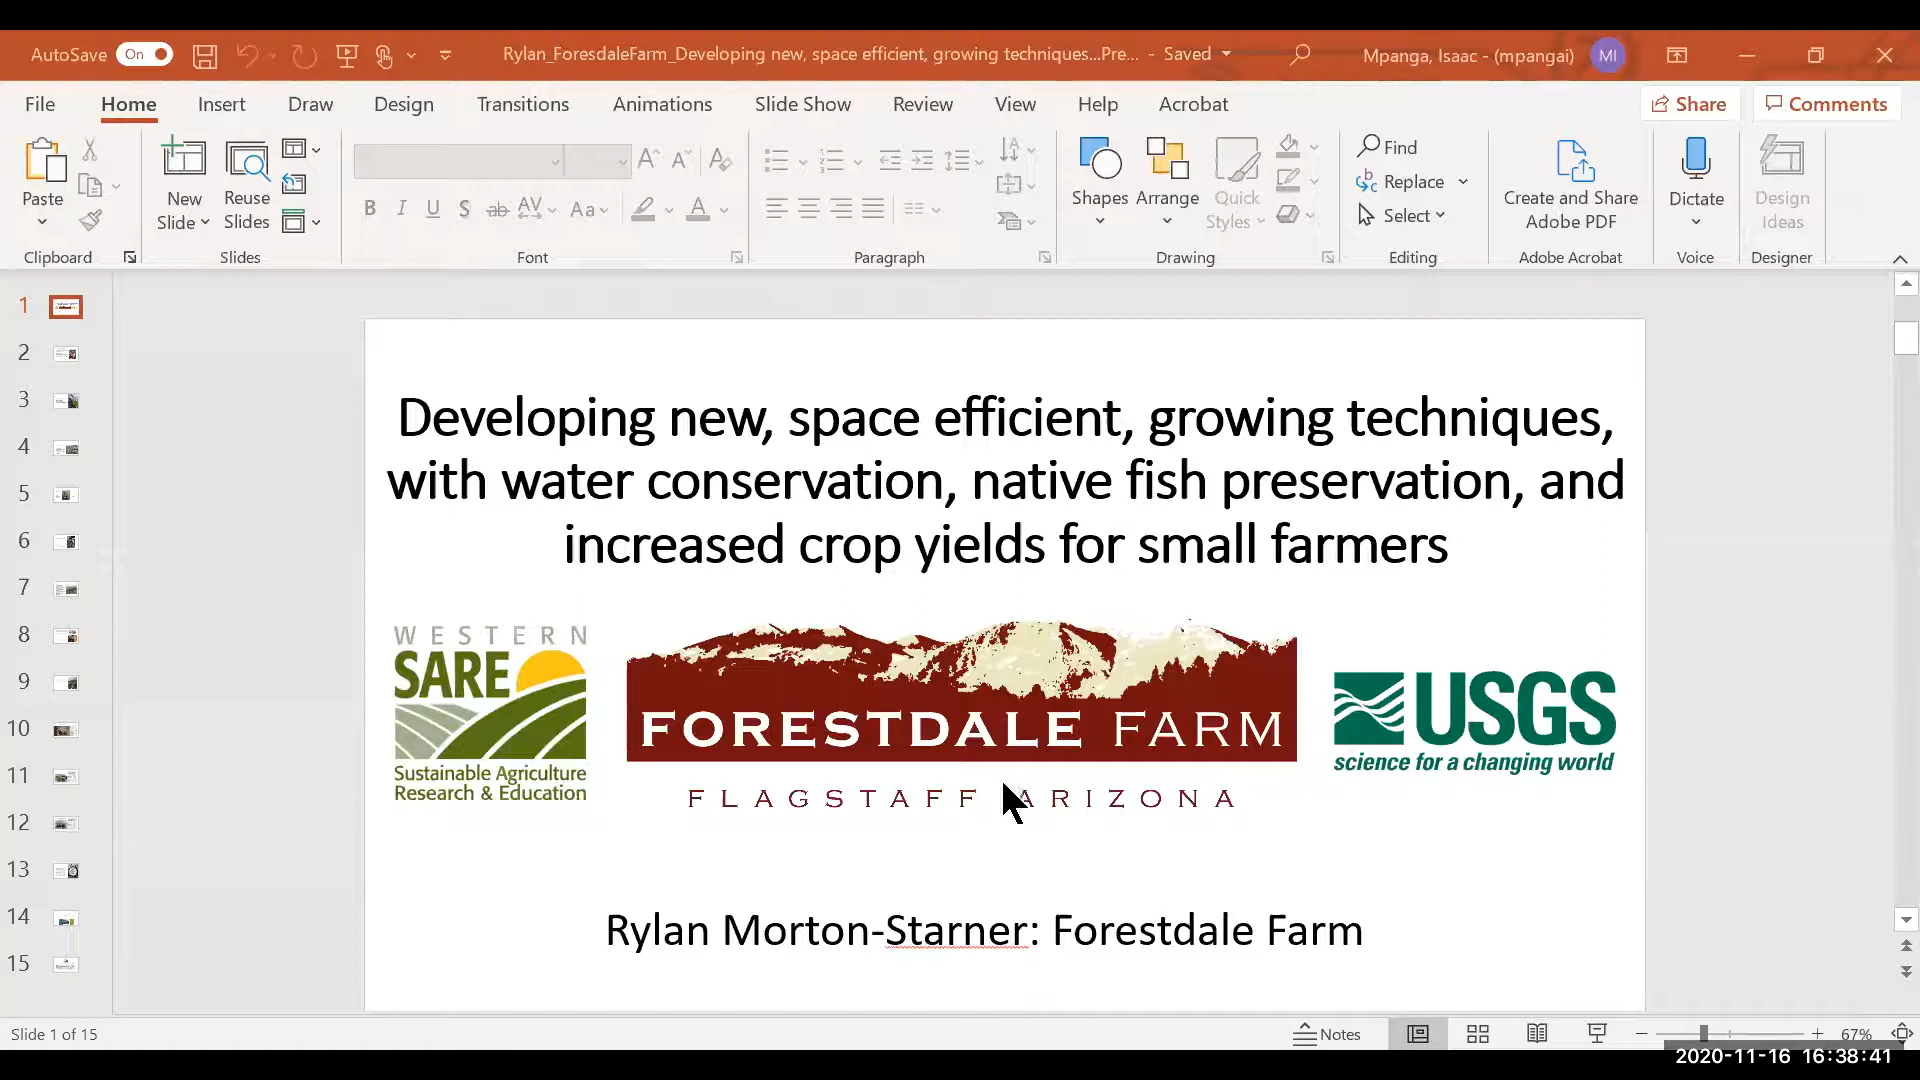 AutoSave On Rylan_ForesdaleFarm_Developing new, space efficient, growing techniques...Pre... - Saved Mpanga, Isaac - (mpangai) MI
File Home Insert Draw Design Transitions Animations Slide Show Review View Help Acrobat Share Comments
Paste
New Slide
Reuse Slides
B I U S ab AV Aa A
Shapes Arrange Quick Styles
Find
Replace
Select
Create and Share Adobe PDF
Dictate
Design Ideas
Clipboard Slides Font Paragraph Drawing Editing Adobe Acrobat Voice Designer
1
2
3
4
5
6
7
8
9
10
11
12
13
14
15
Developing new, space efficient, growing techniques,
with water conservation, native fish preservation, and
increased crop yields for small farmers
WESTERN
SARE
Sustainable Agriculture
Research & Education
FORESTDALE FARM
FLAGSTAFF ARIZONA
USGS
science for a changing world
Rylan Morton-Starner: Forestdale Farm
Slide 1 of 15 Notes 67%
2020-11-16 16:38:41